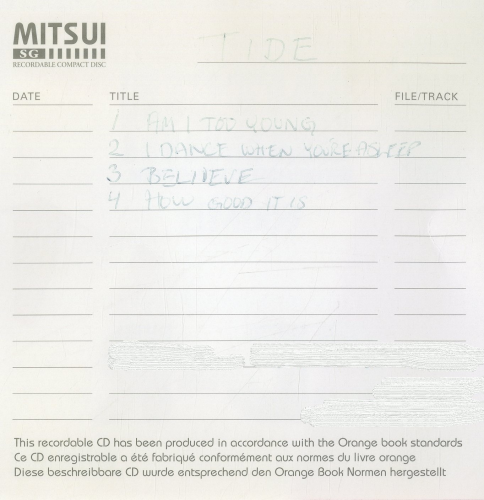 MITSUI
SG
RECORDABLE COMPACT DISC
TIDE
DATE TITLE FILE/TRACK
1 AM I TOO YOUNG
2 I DANCE WHEN YOU'RE ASLEEP
3 BELIEVE
4 HOW GOOD IT IS
This recordable CD has been produced in accordance with the Orange book standards
Ce CD enregistrable a été fabriqué conformément aux normes du livre orange
Diese beschreibbare CD wurde entsprechend den Orange Book Normen hergestellt